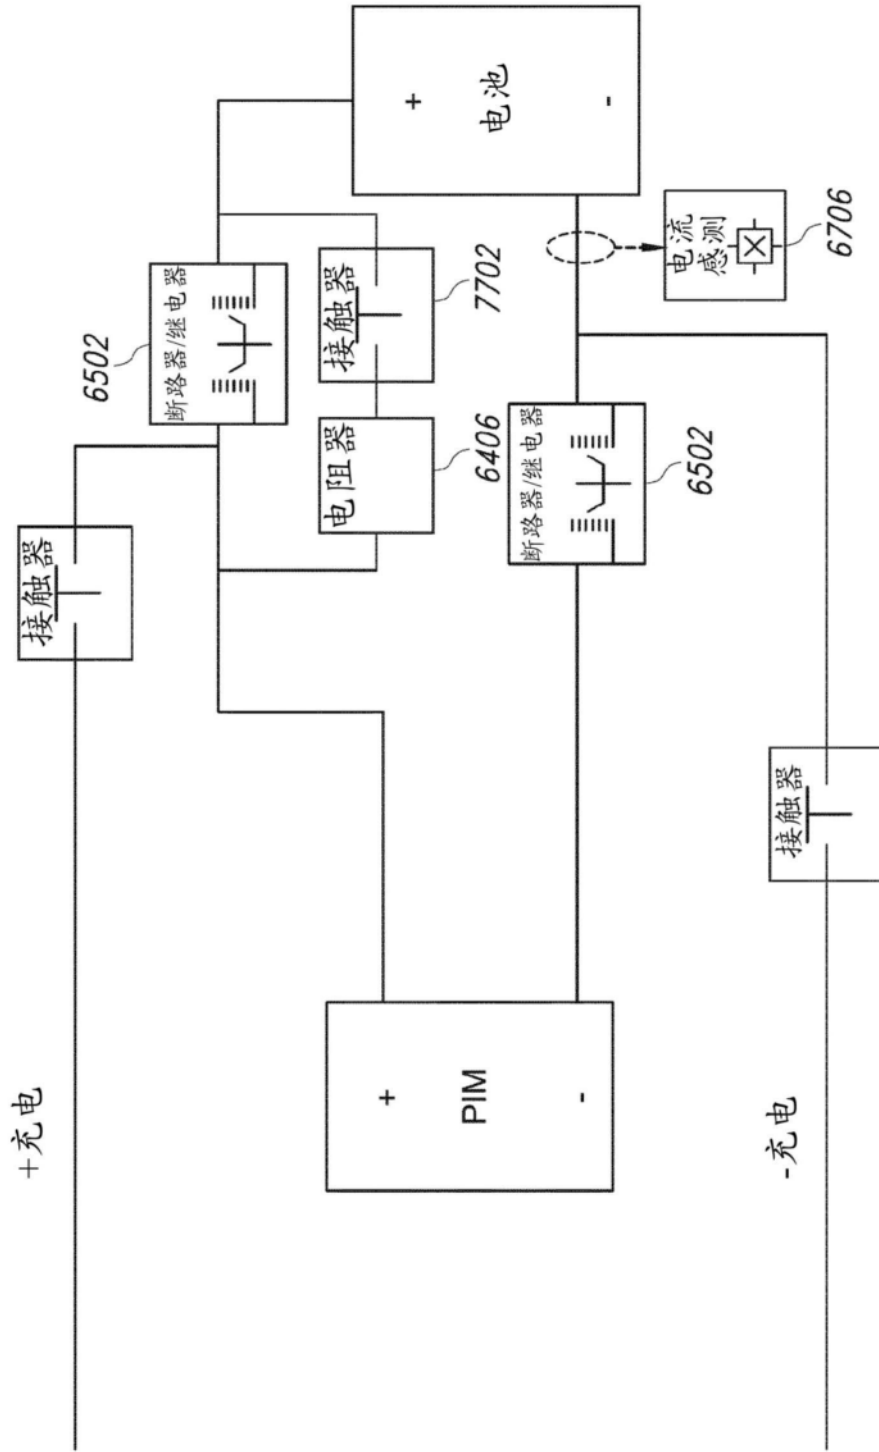 +充电
接触器
6502
断路器/继电器
电阻器
6406
接触器
7702
+
电池
-
+
PIM
-
断路器/继电器
6502
电流
感测
6706
-充电
接触器